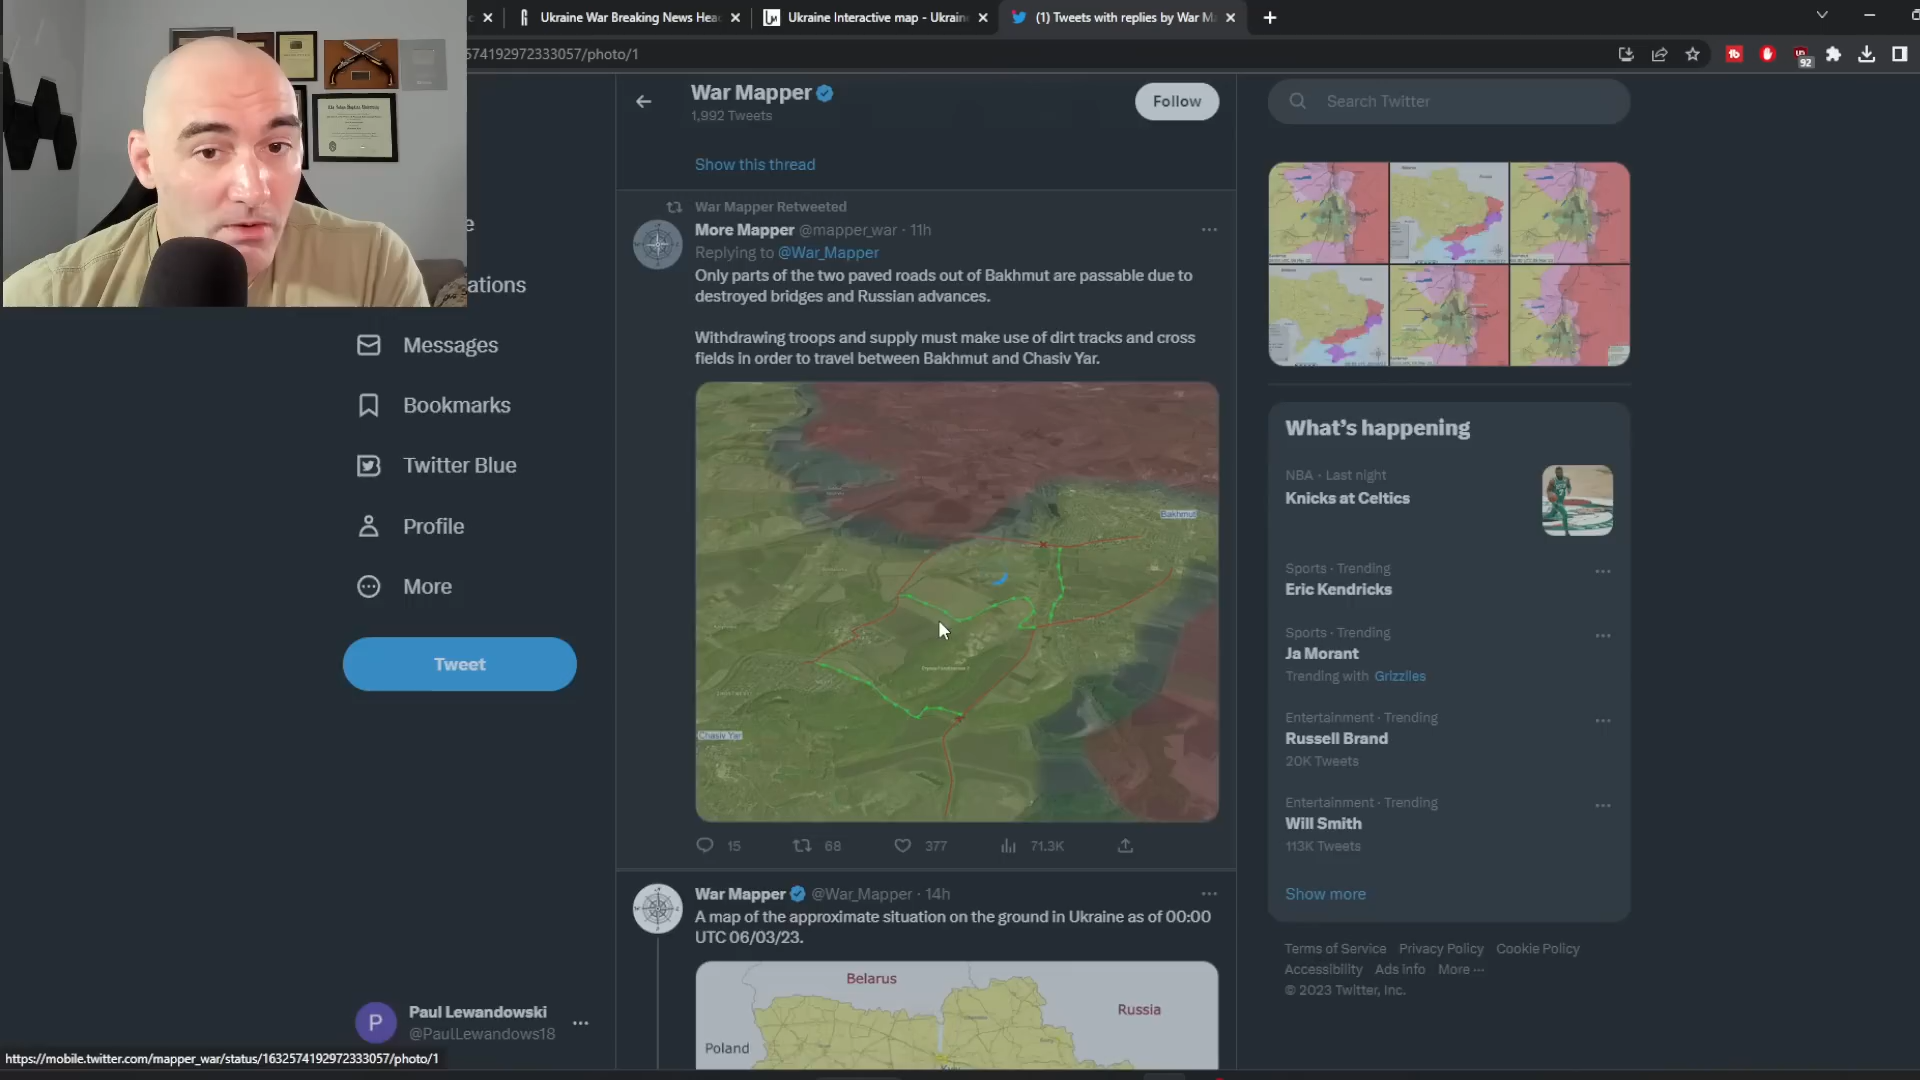 Ukraine War Breaking News Hea
Ukraine Interactive map - Ukrain
(1) Tweets with replies by War M
574192972333057/photo/1
92
War Mapper
1,992 Tweets
Follow
Search Twitter
Show this thread
War Mapper Retweeted
More Mapper @mapper_war · 11h
Replying to @War_Mapper
Only parts of the two paved roads out of Bakhmut are passable due to
destroyed bridges and Russian advances.
Withdrawing troops and supply must make use of dirt tracks and cross
fields in order to travel between Bakhmut and Chasiv Yar.
Bakhmut
Chasiv Yar
15
68
377
71.3K
War Mapper @War_Mapper · 14h
A map of the approximate situation on the ground in Ukraine as of 00:00
UTC 06/03/23.
Belarus
Russia
Poland
ations
Messages
Bookmarks
Twitter Blue
Profile
More
Tweet
P
Paul Lewandowski
@PaulLewandows18
What's happening
NBA · Last night
Knicks at Celtics
Sports · Trending
Eric Kendricks
Sports · Trending
Ja Morant
Trending with Grizzlies
Entertainment · Trending
Russell Brand
20K Tweets
Entertainment · Trending
Will Smith
113K Tweets
Show more
Terms of Service Privacy Policy Cookie Policy
Accessibility Ads info More ···
© 2023 Twitter, Inc.
https://mobile.twitter.com/mapper_war/status/1632574192972333057/photo/1